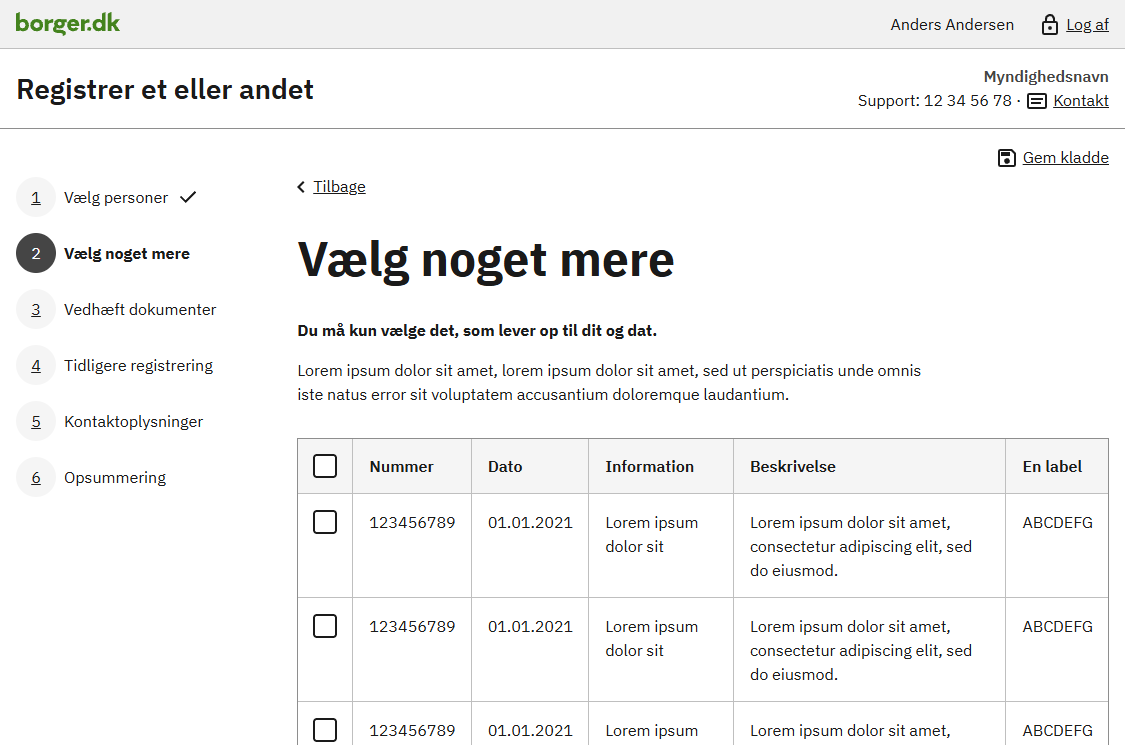 borger.dk
Anders Andersen
Log af
Registrer et eller andet
Myndighedsnavn
Support: 12 34 56 78 · Kontakt
Gem kladde
1 Vælg personer
2 Vælg noget mere
3 Vedhæft dokumenter
4 Tidligere registrering
5 Kontaktoplysninger
6 Opsummering
Tilbage
Vælg noget mere
Du må kun vælge det, som lever op til dit og dat.
Lorem ipsum dolor sit amet, lorem ipsum dolor sit amet, sed ut perspiciatis unde omnis
iste natus error sit voluptatem accusantium doloremque laudantium.
Nummer Dato Information Beskrivelse En label
123456789 01.01.2021 Lorem ipsum Lorem ipsum dolor sit amet, ABCDEFG
dolor sit consectetur adipiscing elit, sed
do eiusmod.
123456789 01.01.2021 Lorem ipsum Lorem ipsum dolor sit amet, ABCDEFG
dolor sit consectetur adipiscing elit, sed
do eiusmod.
123456789 01.01.2021 Lorem ipsum Lorem ipsum dolor sit amet, ABCDEFG